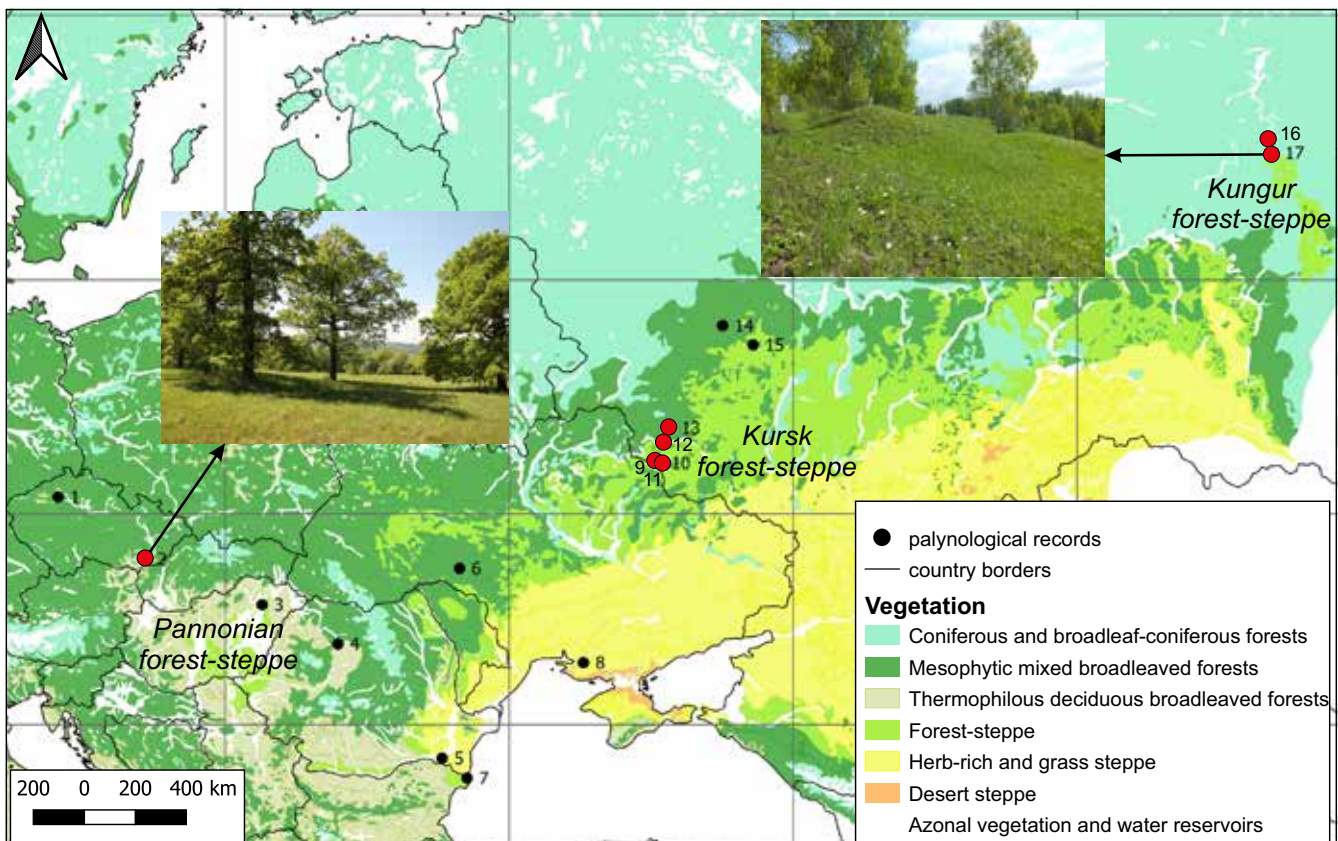 16
17
Kungur
forest-steppe
14
15
13
12
9 10
11
Kursk
forest-steppe
1
6
3
4
Pannonian
forest-steppe
8
5
7
200 0 200 400 km
palynological records
country borders
Vegetation
Coniferous and broadleaf-coniferous forests
Mesophytic mixed broadleaved forests
Thermophilous deciduous broadleaved forests
Forest-steppe
Herb-rich and grass steppe
Desert steppe
Azonal vegetation and water reservoirs